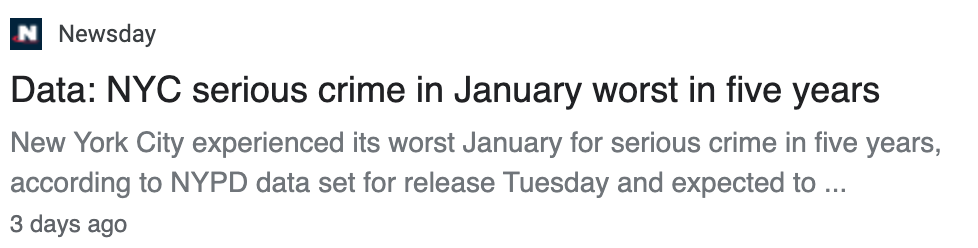 N Newsday
Data: NYC serious crime in January worst in five years
New York City experienced its worst January for serious crime in five years,
according to NYPD data set for release Tuesday and expected to ...
3 days ago